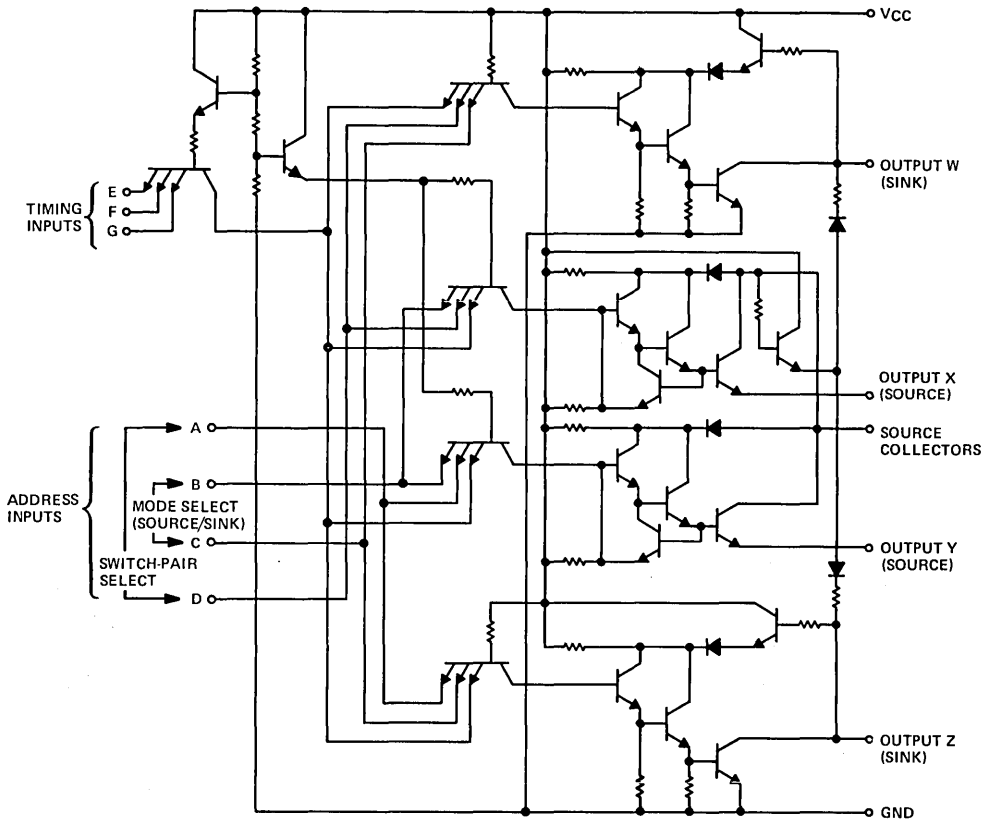 VCC
OUTPUT W
(SINK)
E
TIMING
INPUTS
F
G
OUTPUT X
(SOURCE)
A
SOURCE
COLLECTORS
ADDRESS
INPUTS
B
MODE SELECT
(SOURCE/SINK)
C
SWITCH-PAIR
SELECT
OUTPUT Y
(SOURCE)
D
OUTPUT Z
(SINK)
GND